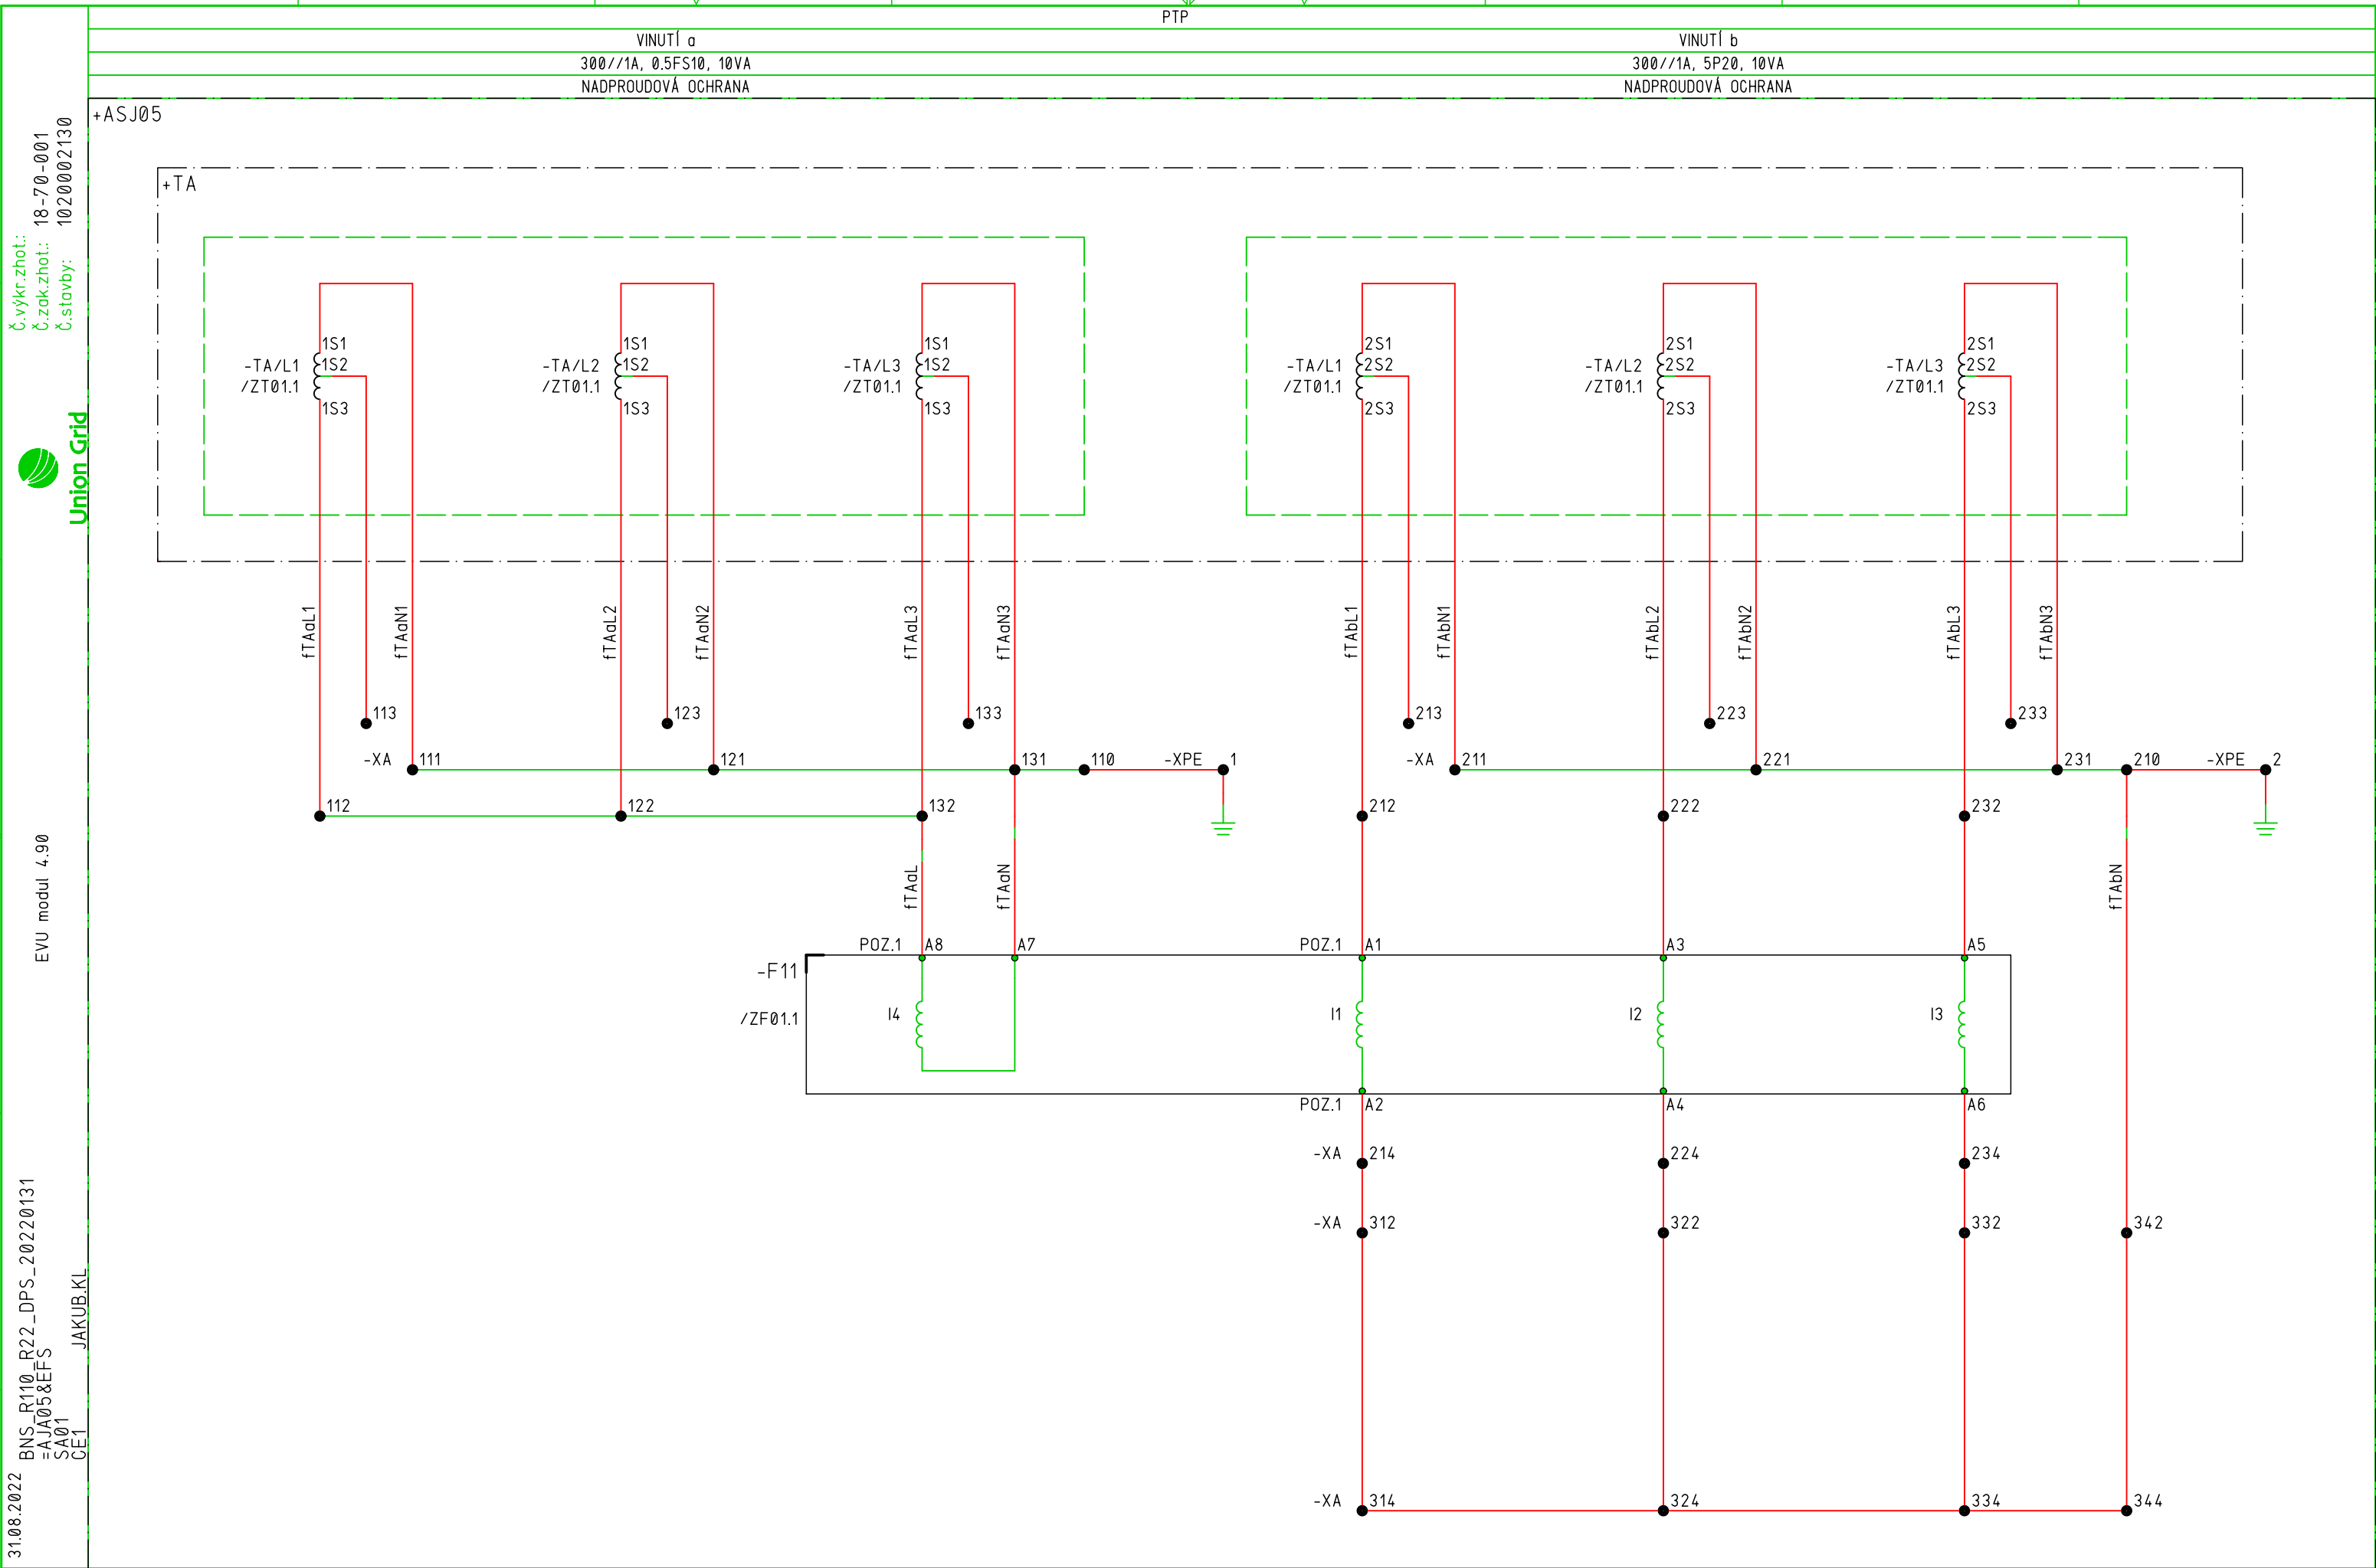 PTP
VINUTÍ a
VINUTÍ b
300//1A, 0.5FS10, 10VA
300//1A, 5P20, 10VA
NADPROUDOVÁ OCHRANA
NADPROUDOVÁ OCHRANA
+ASJ05
+TA
1S1
1S1
1S1
2S1
2S1
2S1
-TA/L1
1S2
-TA/L2
1S2
-TA/L3
1S2
-TA/L1
2S2
-TA/L2
2S2
-TA/L3
2S2
/ZT01.1
/ZT01.1
/ZT01.1
/ZT01.1
/ZT01.1
/ZT01.1
1S3
1S3
1S3
2S3
2S3
2S3
fTAaL1
fTAaN1
fTAaL2
fTAaN2
fTAaL3
fTAaN3
fTAbL1
fTAbN1
fTAbL2
fTAbN2
fTAbL3
fTAbN3
113
123
133
213
223
233
-XA
111
121
131
110
-XPE
1
-XA
211
221
231
210
-XPE
2
112
122
132
212
222
232
fTAaL
fTAaN
fTAbN
POZ.1
A8
A7
POZ.1
A1
A3
A5
-F11
/ZF01.1
I4
I1
I2
I3
POZ.1
A2
A4
A6
-XA
214
224
234
-XA
312
322
332
342
-XA
314
324
334
344
Č.výkr.zhot.:
Č.zak.zhot.: 18-70-001
Č.stavby: 1020002130
Union Grid
EVU modul 4.90
31.08.2022
BNS_R110_R22_DPS_20220131
=AJA05&EFS
SA01
CE1
JAKUB.KL